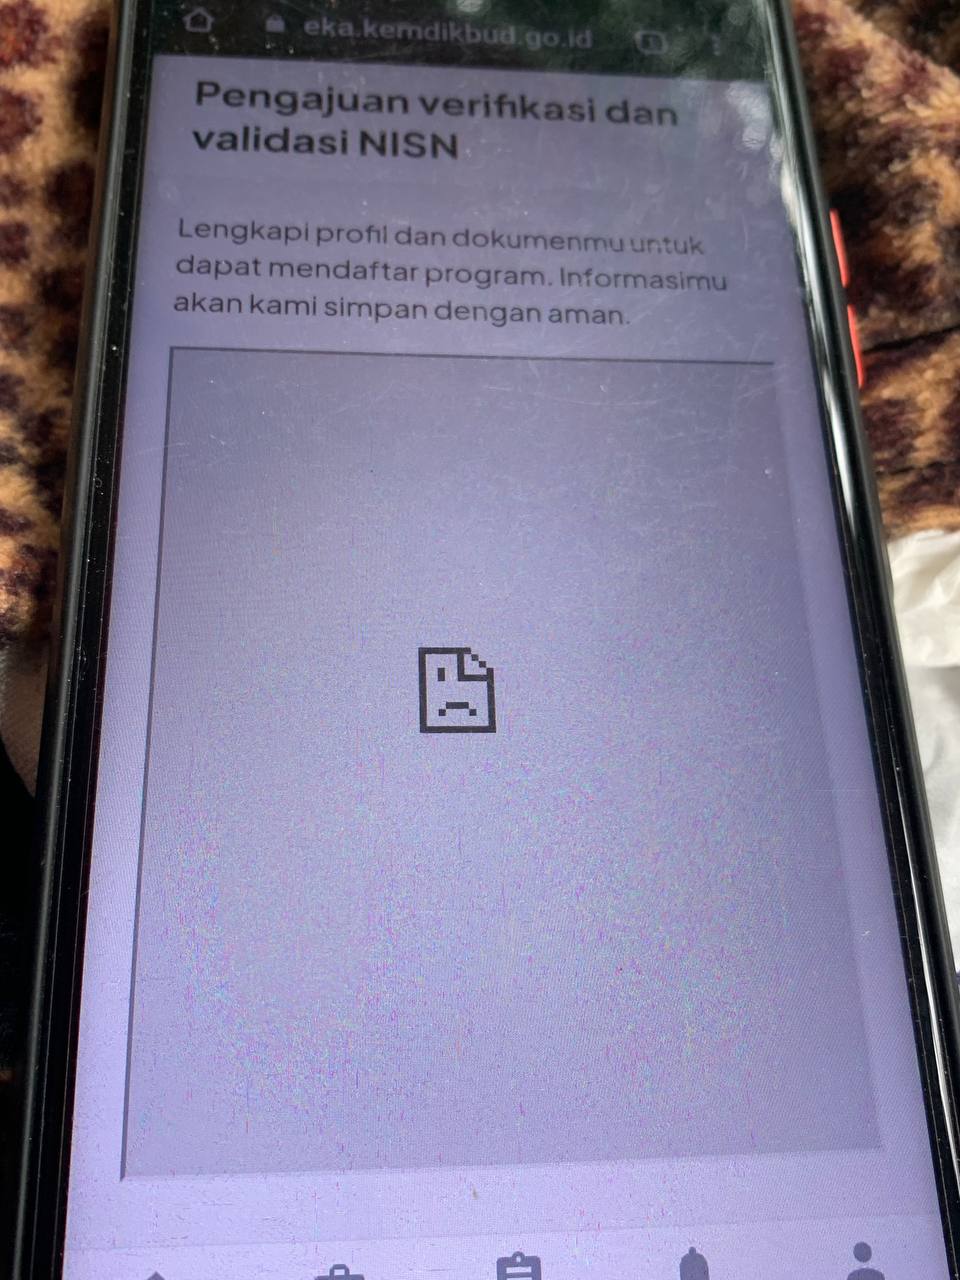 eka.kemdikbud.go.id
Pengajuan verifikasi dan
validasi NISN
Lengkapi profil dan dokumenmu untuk
dapat mendaftar program. Informasimu
akan kami simpan dengan aman.